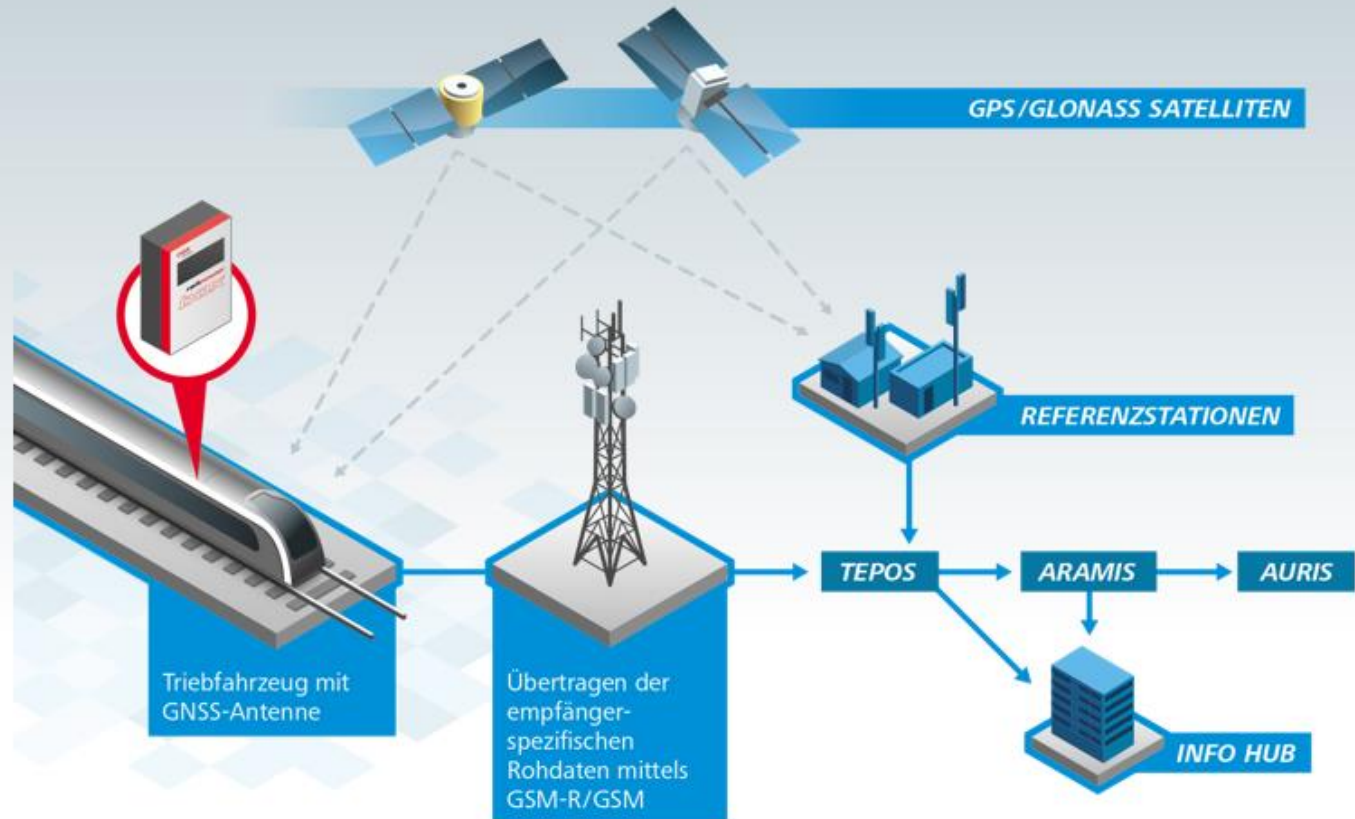 GPS/GLONASS SATELLITEN
REFERENZSTATIONEN
TEPOS
ARAMIS
AURIS
Triebfahrzeug mit
GNSS-Antenne
Übertragen der
empfänger-
spezifischen
Rohdaten mittels
GSM-R/GSM
INFO HUB